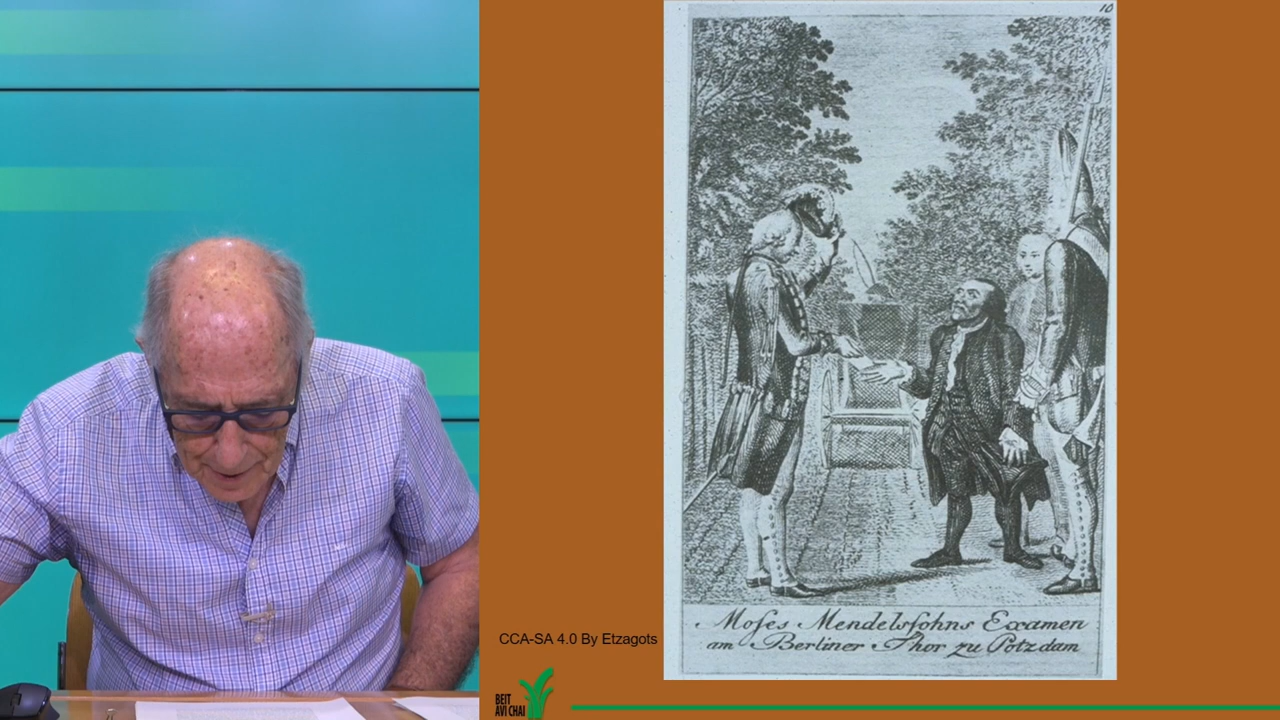 10
Moſes Mendelsſohns Examen
am Berliner Thor zu Potzdam
CCA-SA 4.0 By Etzagots
BEIT
AVI CHAI